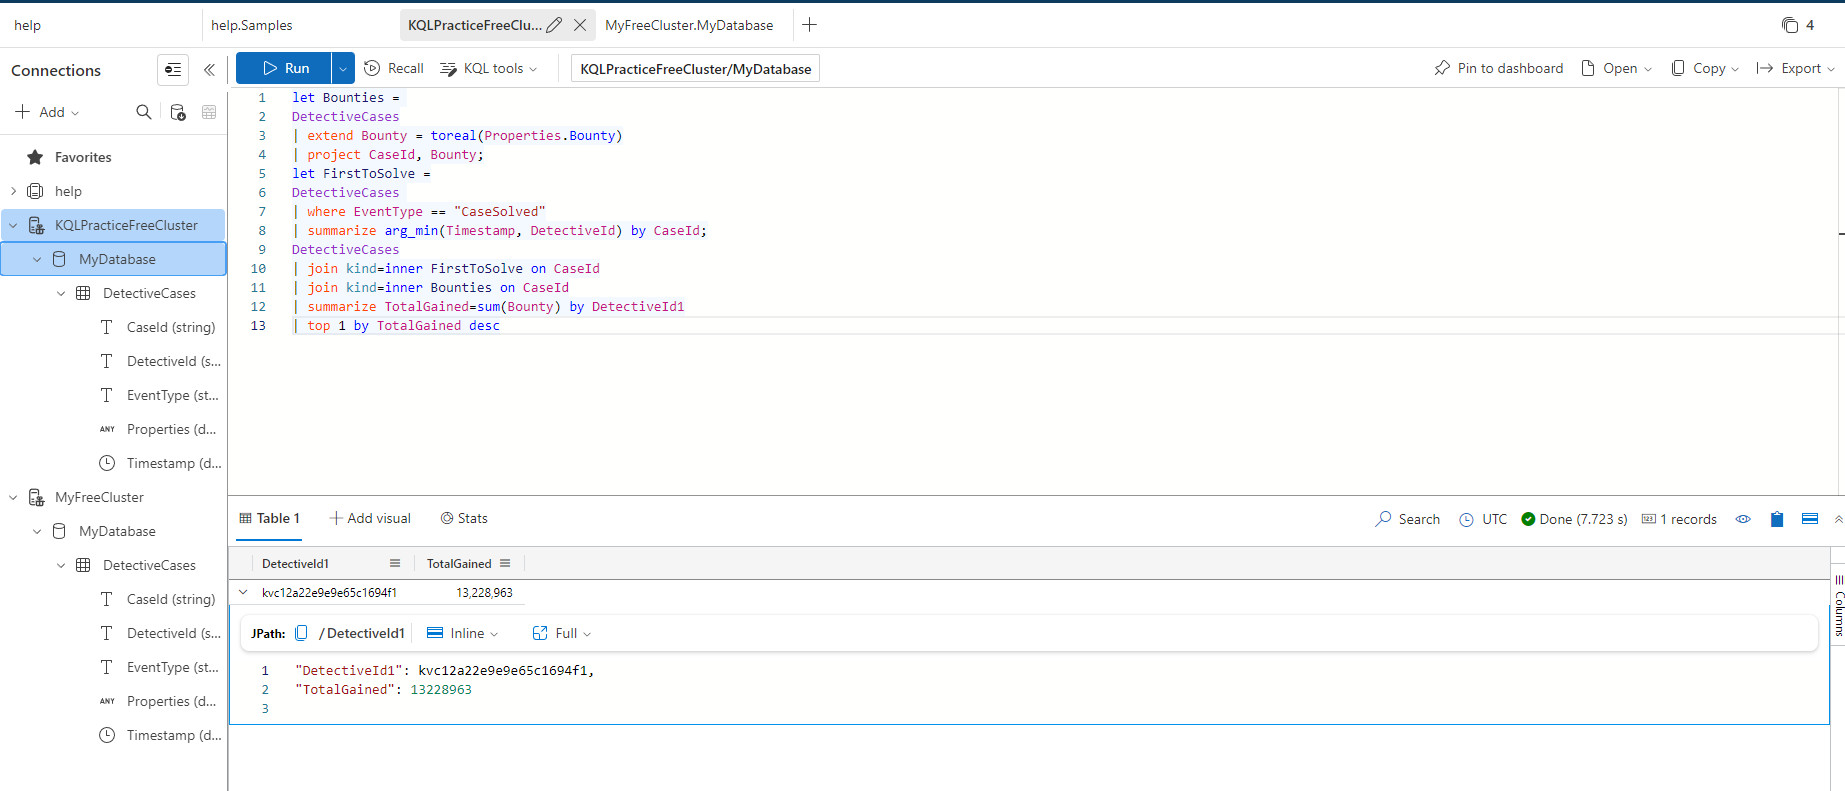 help
help.Samples
KQLPracticeFreeClu...
MyFreeCluster.MyDatabase
4
Connections
Run
Recall
KQL tools
KQLPracticeFreeCluster/MyDatabase
Pin to dashboard
Open
Copy
Export
Add
Favorites
help
KQLPracticeFreeCluster
MyDatabase
DetectiveCases
CaseId (string)
DetectiveId (s...
EventType (st...
ANY Properties (d...
Timestamp (d...
MyFreeCluster
MyDatabase
DetectiveCases
CaseId (string)
DetectiveId (s...
EventType (st...
ANY Properties (d...
Timestamp (d...
1 let Bounties =
2 DetectiveCases
3 | extend Bounty = toreal(Properties.Bounty)
4 | project CaseId, Bounty;
5 let FirstToSolve =
6 DetectiveCases
7 | where EventType == "CaseSolved"
8 | summarize arg_min(Timestamp, DetectiveId) by CaseId;
9 DetectiveCases
10 | join kind=inner FirstToSolve on CaseId
11 | join kind=inner Bounties on CaseId
12 | summarize TotalGained=sum(Bounty) by DetectiveId1
13 | top 1 by TotalGained desc
Table 1
Add visual
Stats
Search
UTC
Done (7.723 s)
1 records
DetectiveId1
TotalGained
kvc12a22e9e9e65c1694f1
13,228,963
Columns
JPath:
/DetectiveId1
Inline
Full
1 "DetectiveId1": kvc12a22e9e9e65c1694f1,
2 "TotalGained": 13228963
3